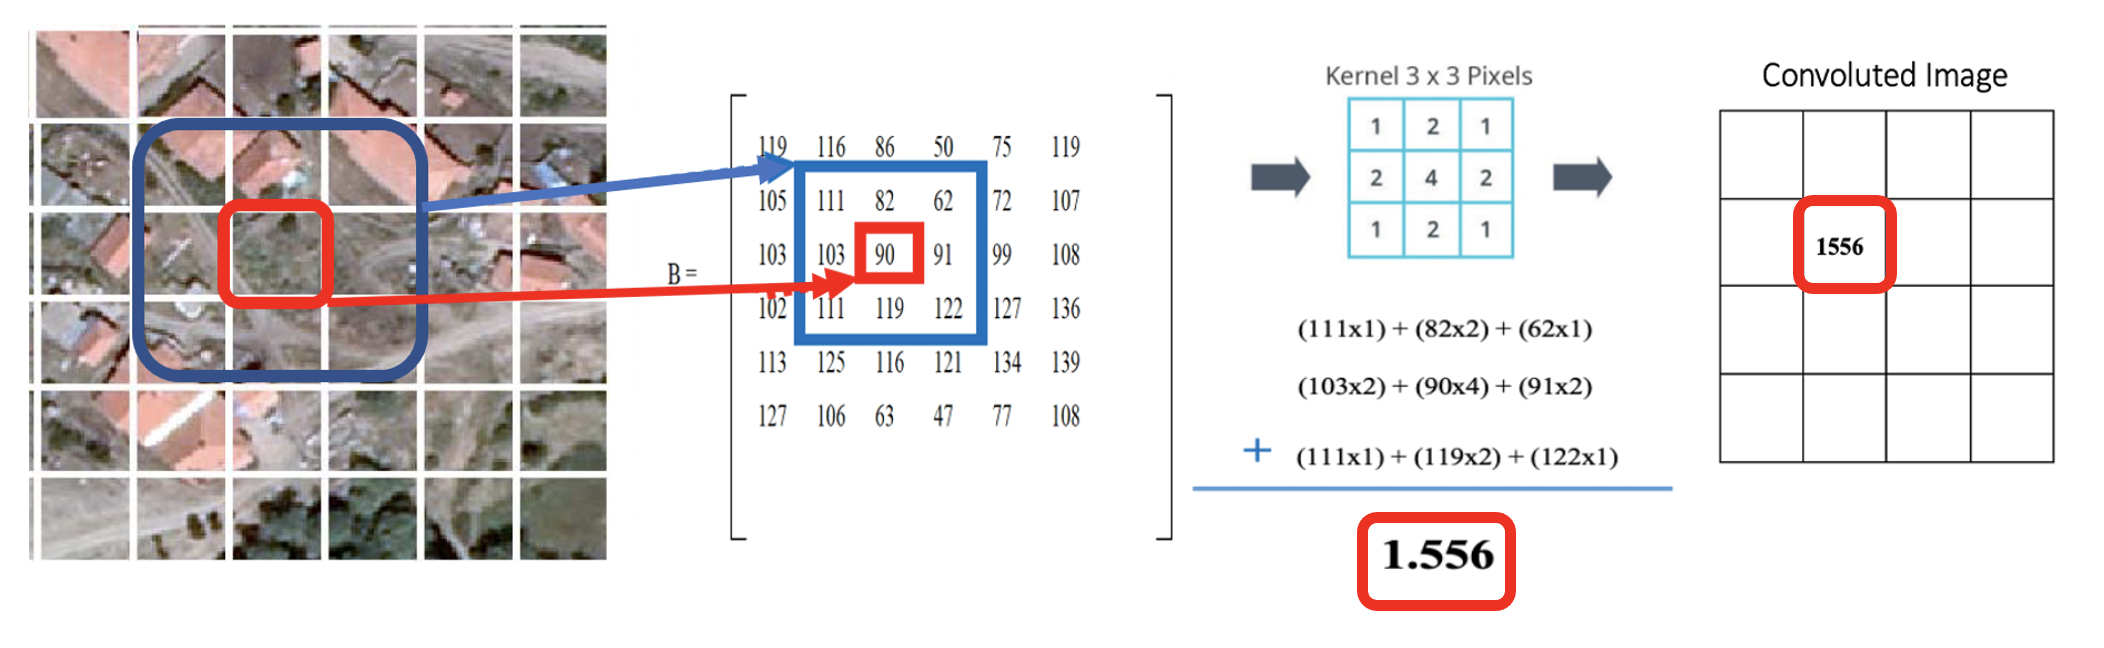 B =
119 116 86 50 75 119
105 111 82 62 72 107
103 103 90 91 99 108
102 111 119 122 127 136
113 125 116 121 134 139
127 106 63 47 77 108
Kernel 3 x 3 Pixels
1 2 1
2 4 2
1 2 1
(111x1) + (82x2) + (62x1)
(103x2) + (90x4) + (91x2)
+ (111x1) + (119x2) + (122x1)
1.556
Convoluted Image
1556